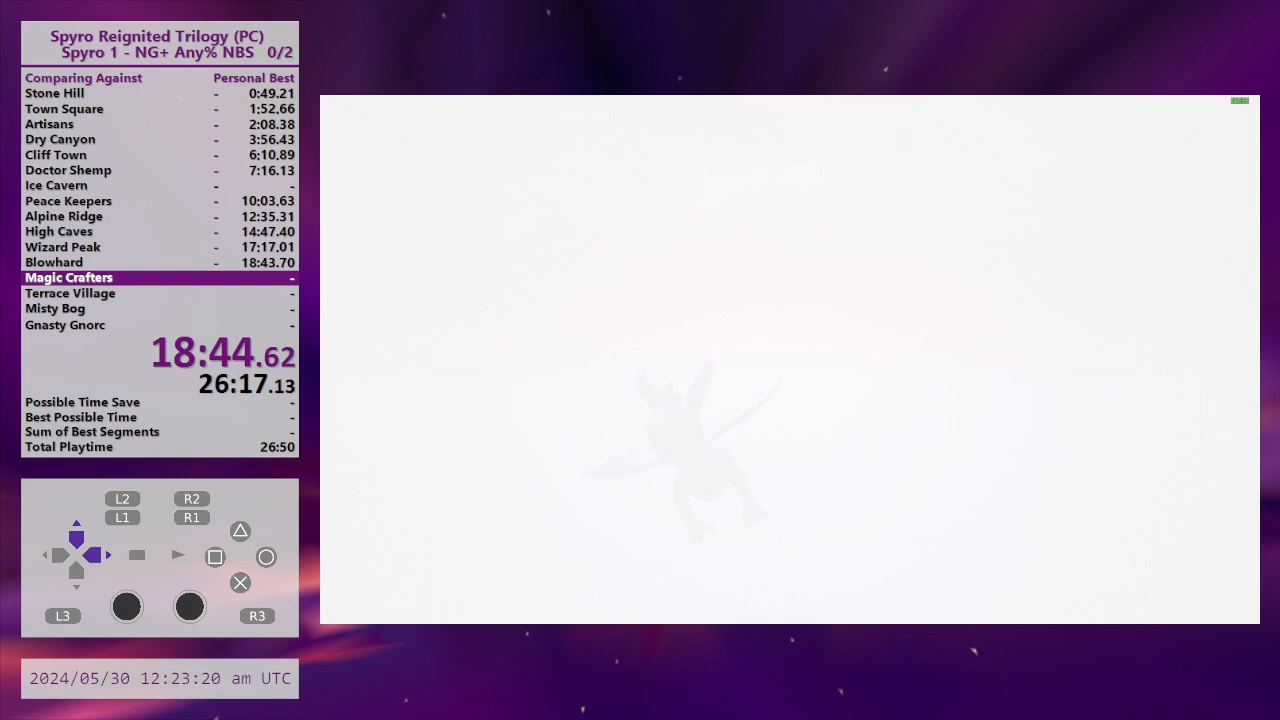 Spyro Reignited Trilogy (PC)
Spyro 1 - NG+ Any% NBS 0/2
Comparing Against Personal Best
Stone Hill - 0:49.21
Town Square - 1:52.66
Artisans - 2:08.38
Dry Canyon - 3:56.43
Cliff Town - 6:10.89
Doctor Shemp - 7:16.13
Ice Cavern - -
Peace Keepers - 10:03.63
Alpine Ridge - 12:35.31
High Caves - 14:47.40
Wizard Peak - 17:17.01
Blowhard - 18:43.70
Magic Crafters -
Terrace Village -
Misty Bog -
Gnasty Gnorc -
18:44.62
26:17.13
Possible Time Save -
Best Possible Time -
Sum of Best Segments -
Total Playtime 26:50
L2 R2
L1 R1
L3 R3
2024/05/30 12:23:20 am UTC